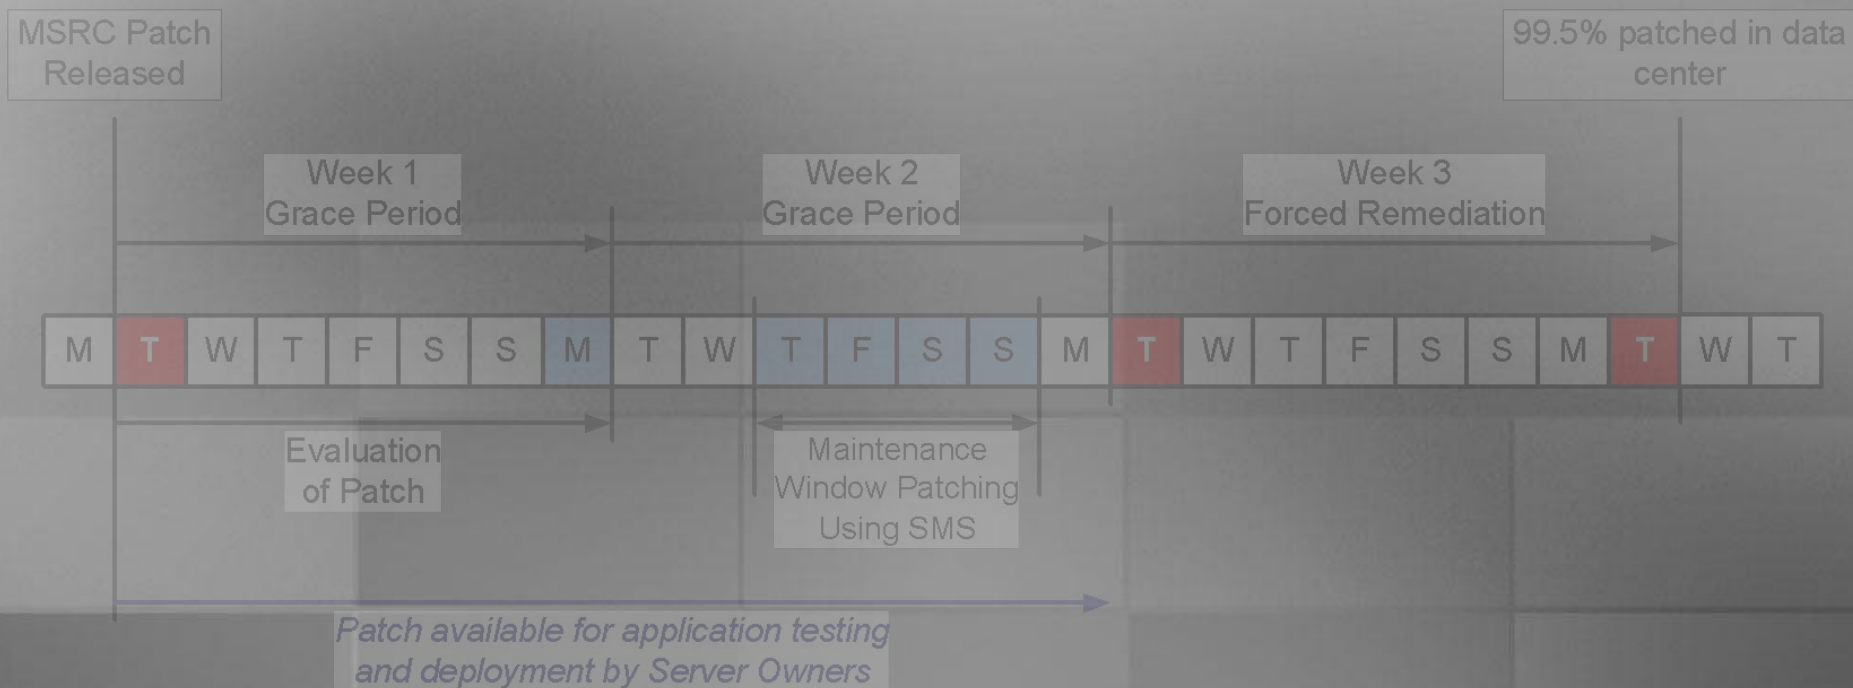 MSRC Patch
Released
99.5% patched in data
center
Week 1
Grace Period
Week 2
Grace Period
Week 3
Forced Remediation
M T W T F S S M T W T F S S M T W T F S S M T W T
Evaluation
of Patch
Maintenance
Window Patching
Using SMS
Patch available for application testing
and deployment by Server Owners